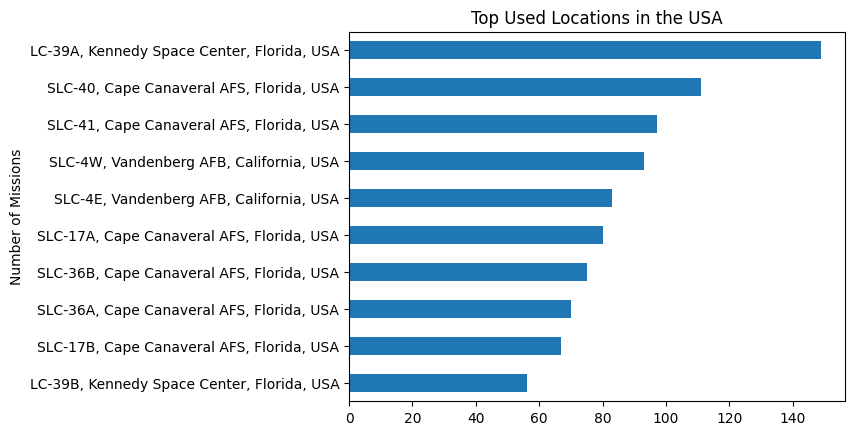 Top Used Locations in the USA
Number of Missions
LC-39A, Kennedy Space Center, Florida, USA
SLC-40, Cape Canaveral AFS, Florida, USA
SLC-41, Cape Canaveral AFS, Florida, USA
SLC-4W, Vandenberg AFB, California, USA
SLC-4E, Vandenberg AFB, California, USA
SLC-17A, Cape Canaveral AFS, Florida, USA
SLC-36B, Cape Canaveral AFS, Florida, USA
SLC-36A, Cape Canaveral AFS, Florida, USA
SLC-17B, Cape Canaveral AFS, Florida, USA
LC-39B, Kennedy Space Center, Florida, USA
0 20 40 60 80 100 120 140